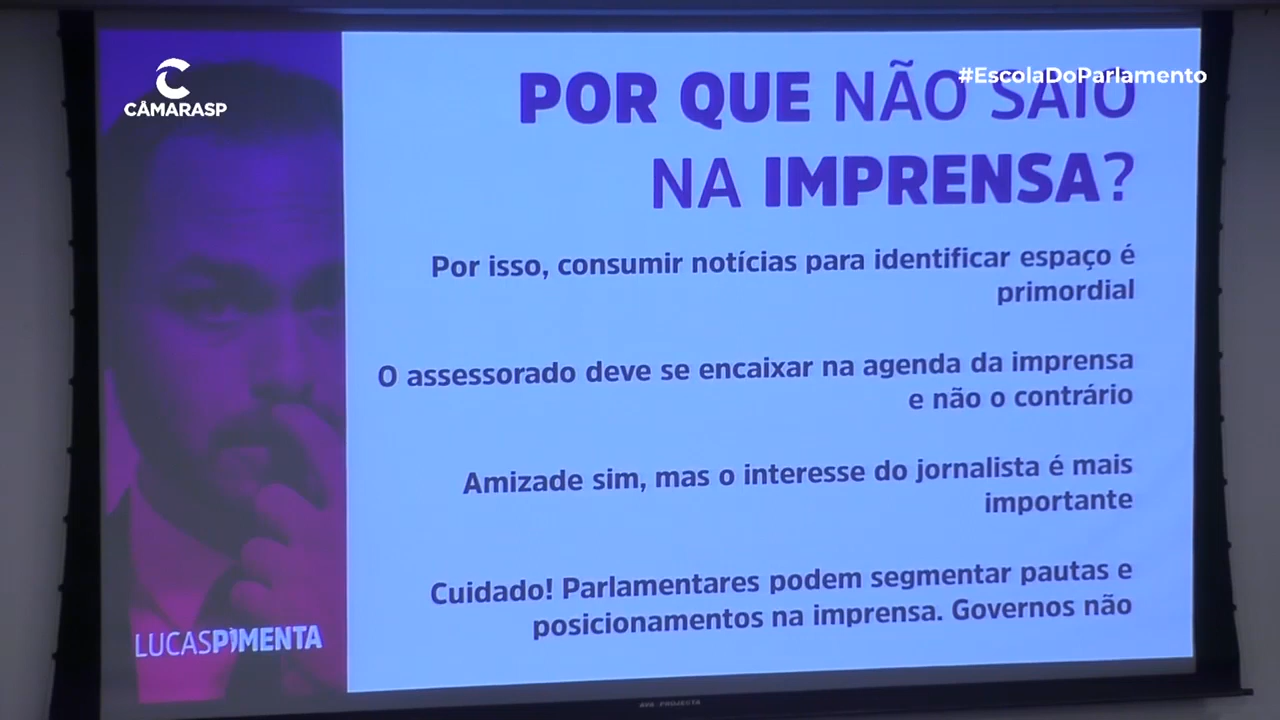 CÂMARASP
#EscolaDoParlamento
POR QUE NÃO SAIO
NA IMPRENSA?
Por isso, consumir notícias para identificar espaço é
primordial
O assessorado deve se encaixar na agenda da imprensa
e não o contrário
Amizade sim, mas o interesse do jornalista é mais
importante
Cuidado! Parlamentares podem segmentar pautas e
posicionamentos na imprensa. Governos não
LUCASPIMENTA